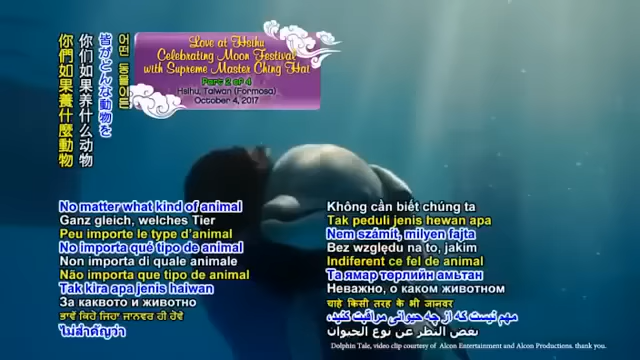 你們如果養什麼動物
你们如果养什么动物
皆がどんな動物を
어떤 동물이든
Love at Hsihu
Celebrating Moon Festival
with Supreme Master Ching Hai
Part 2 of 4
Hsihu, Taiwan (Formosa)
October 4, 2017
No matter what kind of animal
Ganz gleich, welches Tier
Peu importe le type d'animal
No importa qué tipo de animal
Non importa di quale animale
Não importa que tipo de animal
Tak kira apa jenis haiwan
За каквото и животно
ਭਾਵੇਂ ਕਿਹੋ ਜਿਹਾ ਜਾਨਵਰ ਹੀ ਹੋਵੇ
ไม่สำคัญว่า
Không cần biết chúng ta
Tak peduli jenis hewan apa
Nem számít, milyen fajta
Bez względu na to, jakim
Indiferent ce fel de animal
Та ямар төрлийн амьтан
Неважно, о каком животном
चाहे किसी तरह के भी जानवर
مهم نیست که از چه حیوانی مراقبت کنید،
بغض النظر عن نوع الحيوان
Dolphin Tale, video clip courtesy of Alcon Entertainment and Alcon Productions. thank you.